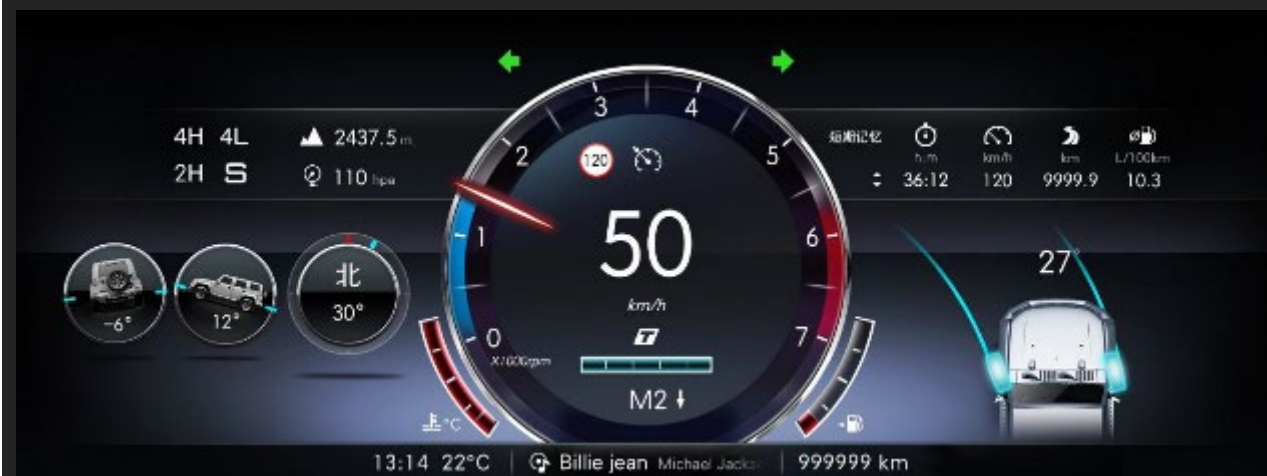 3
4
4H 4L
2437.5 m
2
120
5
短期记忆
h:m
km/h
km
L/100km
2H S
110 hpa
36:12
120
9999.9
10.3
1
50
6
27°
北
-6°
12°
30°
km/h
0
7
X1000rpm
T
M2
°C
13:14 22°C
Billie jean Michael Jacks
999999 km